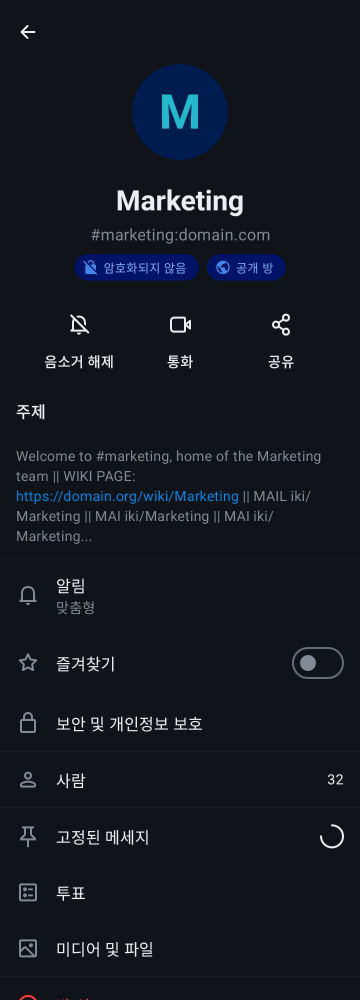 M
Marketing
#marketing:domain.com
암호화되지 않음 공개 방
음소거 해제 통화 공유
주제
Welcome to #marketing, home of the Marketing
team || WIKI PAGE:
https://domain.org/wiki/Marketing || MAIL iki/
Marketing || MAI iki/Marketing || MAI iki/
Marketing...
알림
맞춤형
즐겨찾기
보안 및 개인정보 보호
사람 32
고정된 메세지
투표
미디어 및 파일